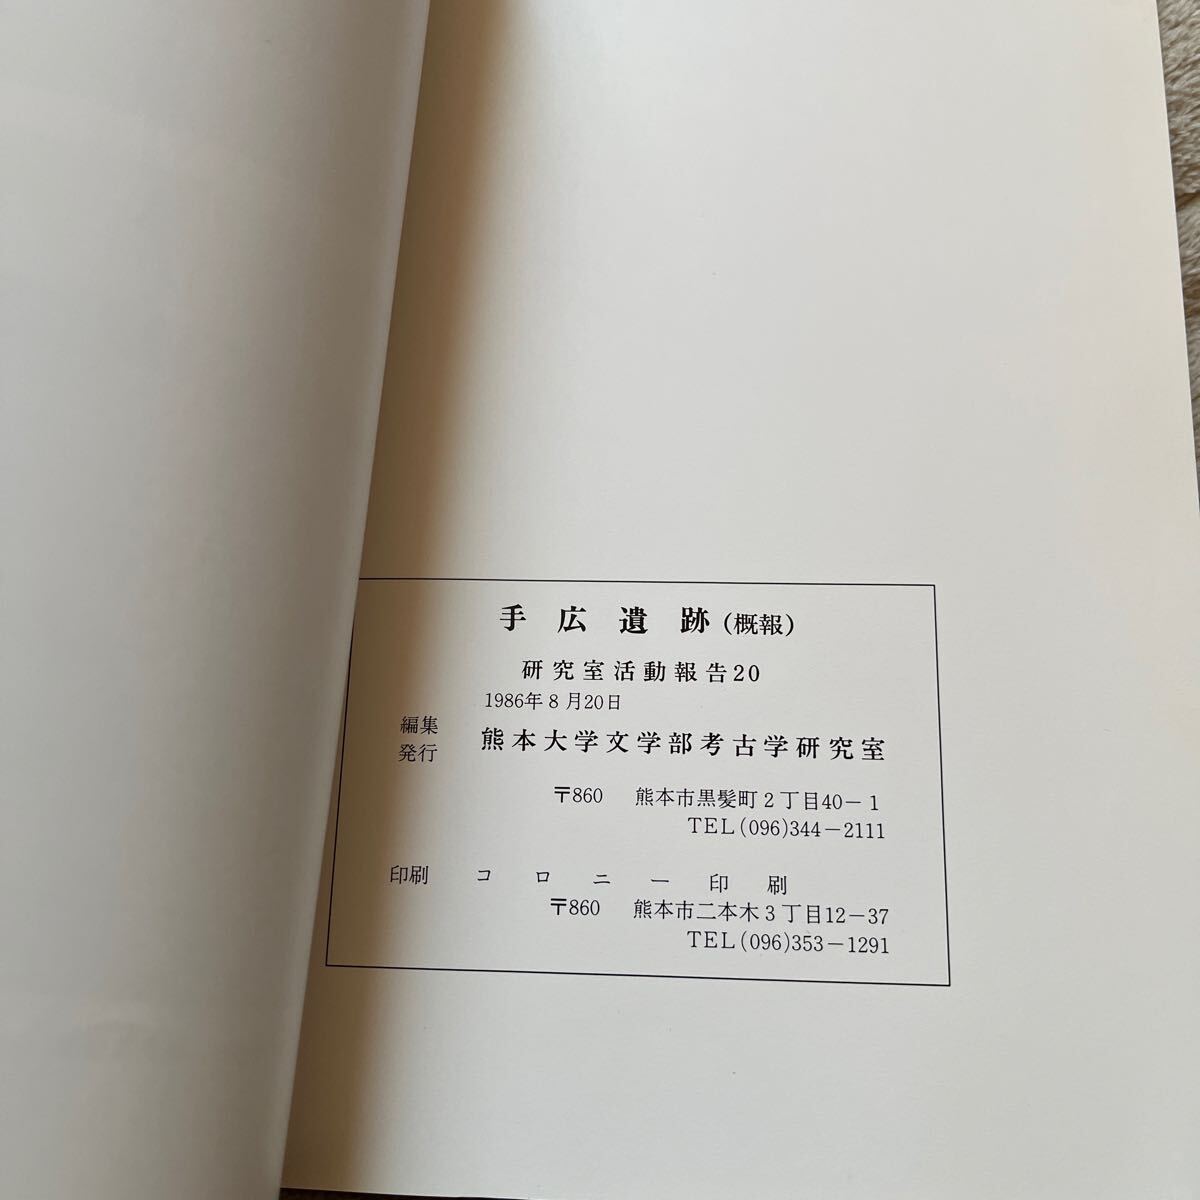 手広遺跡(概報)
研究室活動報告20
1986年8月20日
編集
発行 熊本大学文学部考古学研究室
〒860 熊本市黒髪町2丁目40-1
TEL(096)344-2111
印刷 コロニー印刷
〒860 熊本市二本木3丁目12-37
TEL(096)353-1291